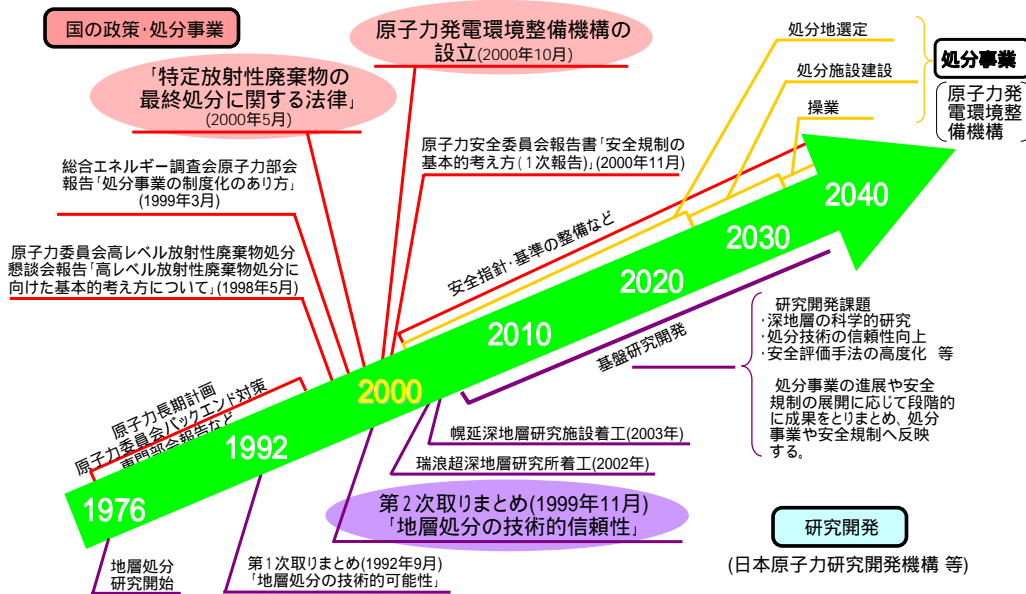 国の政策・処分事業
原子力発電環境整備機構の
設立(2000年10月)
「特定放射性廃棄物の
最終処分に関する法律」
(2000年5月)
総合エネルギー調査会原子力部会
報告「処分事業の制度化のあり方」
(1999年3月)
原子力委員会高レベル放射性廃棄物処分
懇談会報告「高レベル放射性廃棄物処分に
向けた基本的考え方について」(1998年5月)
原子力安全委員会報告書「安全規制の
基本的考え方(1次報告)」(2000年11月)
処分地選定
処分施設建設
操業
処分事業
原子力発
電環境整
備機構
安全指針・基準の整備など
原子力長期計画
原子力委員会バックエンド対策
専門部会報告など
1976
1992
2000
2010
2020
2030
2040
基盤研究開発
研究開発課題
・深地層の科学的研究
・処分技術の信頼性向上
・安全評価手法の高度化 等
処分事業の進展や安全
規制の展開に応じて段階的
に成果をとりまとめ、処分
事業や安全規制へ反映
する。
幌延深地層研究施設着工(2003年)
瑞浪超深地層研究所着工(2002年)
第2次取りまとめ(1999年11月)
「地層処分の技術的信頼性」
地層処分
研究開始
第1次取りまとめ(1992年9月)
「地層処分の技術的可能性」
研究開発
(日本原子力研究開発機構 等)